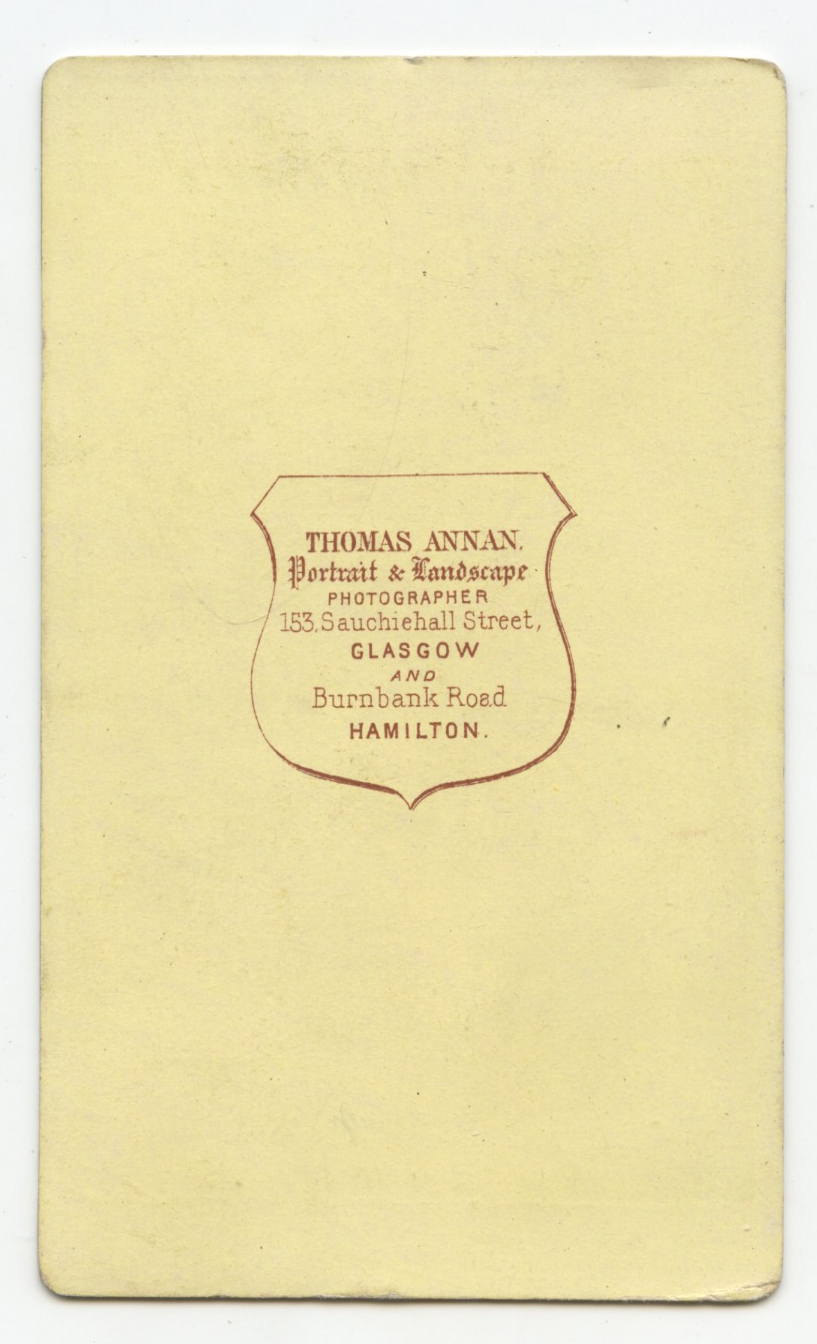 THOMAS ANNAN.
Portrait & Landscape
PHOTOGRAPHER
153, Sauchiehall Street,
GLASGOW
AND
Burnbank Road
HAMILTON.